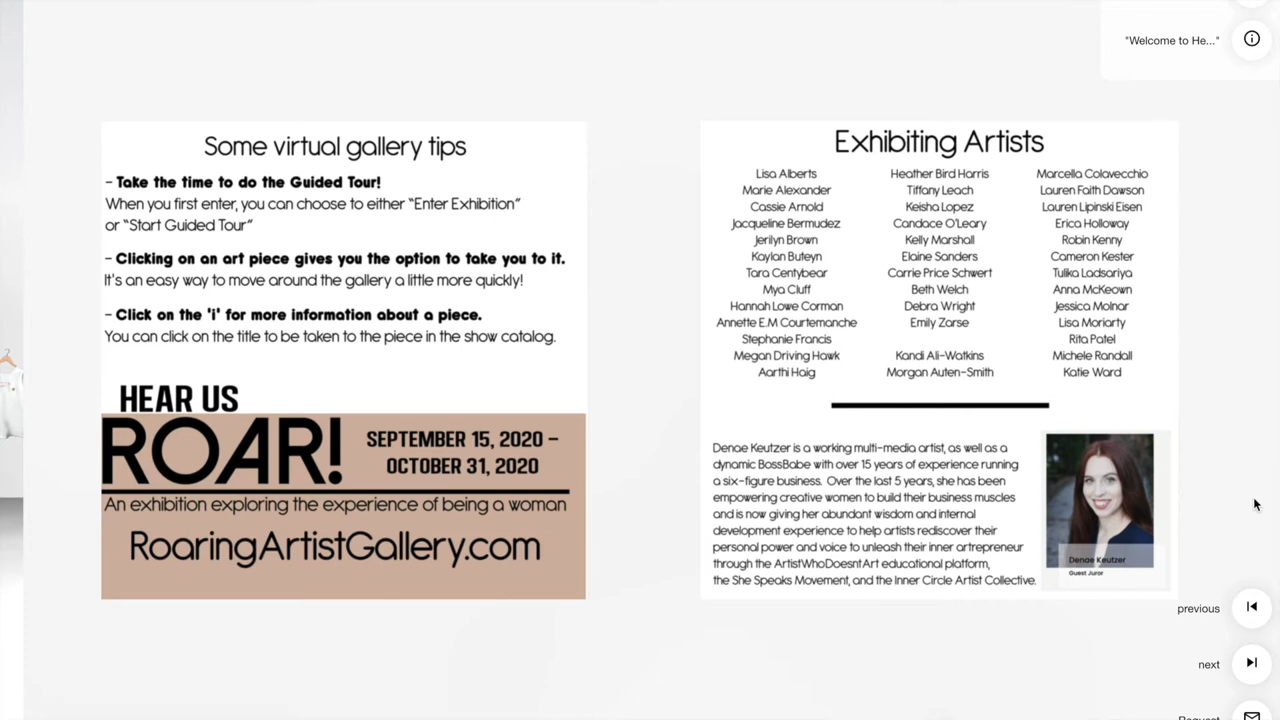 "Welcome to He..."
Some virtual gallery tips
- Take the time to do the Guided Tour!
When you first enter, you can choose to either "Enter Exhibition"
or "Start Guided Tour"
- Clicking on an art piece gives you the option to take you to it.
It's an easy way to move around the gallery a little more quickly!
- Click on the 'i' for more information about a piece.
You can click on the title to be taken to the piece in the show catalog.
HEAR US
ROAR!
SEPTEMBER 15, 2020 –
OCTOBER 31, 2020
An exhibition exploring the experience of being a woman
RoaringArtistGallery.com
Exhibiting Artists
Lisa Alberts
Marie Alexander
Cassie Arnold
Jacqueline Bermudez
Jerilyn Brown
Kaylan Buteyn
Tara Centybear
Mya Cluff
Hannah Lowe Corman
Annette E.M Courtemanche
Stephanie Francis
Megan Driving Hawk
Aarthi Haig
Heather Bird Harris
Tiffany Leach
Keisha Lopez
Candace O'Leary
Kelly Marshall
Elaine Sanders
Carrie Price Schwert
Beth Welch
Debra Wright
Emily Zarse
Kandi Ali-Watkins
Morgan Auten-Smith
Marcella Colavecchio
Lauren Faith Dawson
Lauren Lipinski Eisen
Erica Holloway
Robin Kenny
Cameron Kester
Tulika Ladsariya
Anna McKeown
Jessica Molnar
Lisa Moriarty
Rita Patel
Michele Randall
Katie Ward
Denae Keutzer is a working multi-media artist, as well as a
dynamic BossBabe with over 15 years of experience running
a six-figure business. Over the last 5 years, she has been
empowering creative women to build their business muscles
and is now giving her abundant wisdom and internal
development experience to help artists rediscover their
personal power and voice to unleash their inner artrepreneur
through the ArtistWhoDoesntArt educational platform,
the She Speaks Movement, and the Inner Circle Artist Collective.
Denae Keutzer
Guest Juror
previous
next
Request